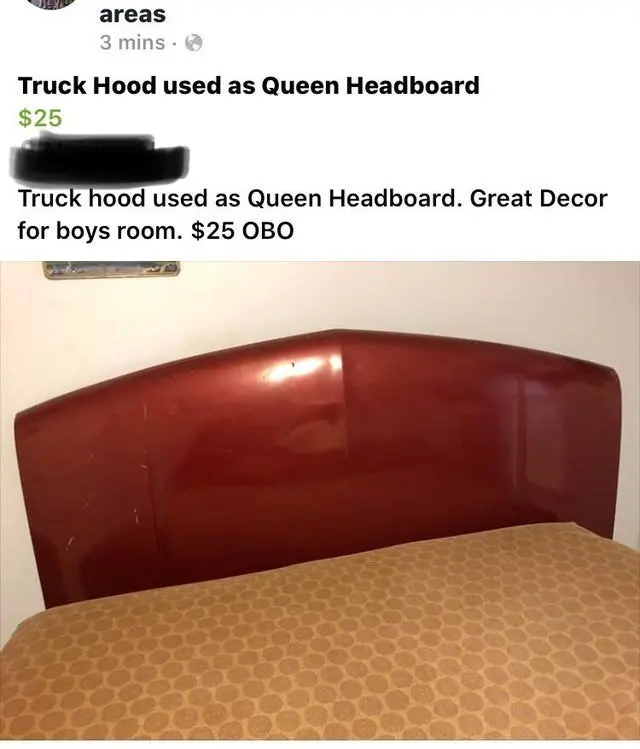 areas
3 mins ·
Truck Hood used as Queen Headboard
$25
Truck hood used as Queen Headboard. Great Decor
for boys room. $25 OBO